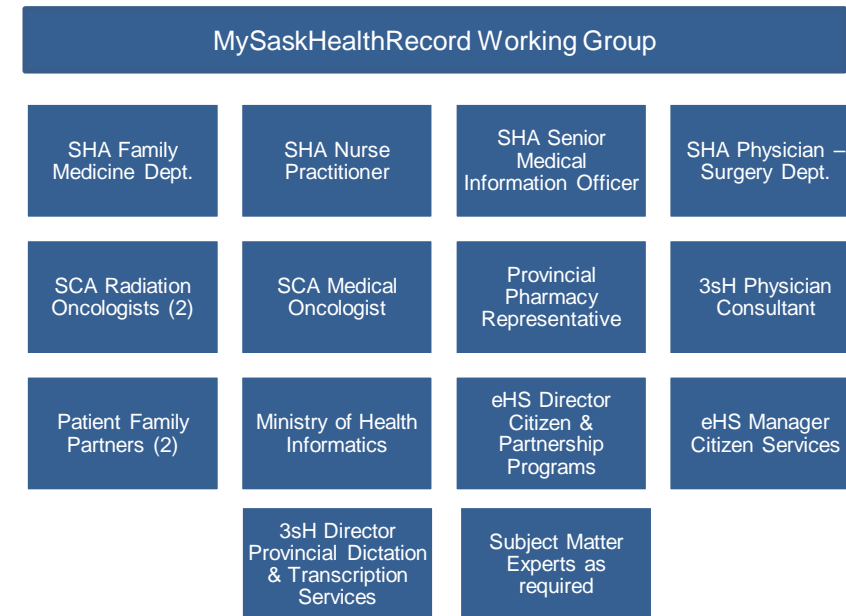 MySaskHealthRecord Working Group
SHA Family
Medicine Dept.
SHA Nurse
Practitioner
SHA Senior
Medical
Information Officer
SHA Physician –
Surgery Dept.
SCA Radiation
Oncologists (2)
SCA Medical
Oncologist
Provincial
Pharmacy
Representative
3sH Physician
Consultant
Patient Family
Partners (2)
Ministry of Health
Informatics
eHS Director
Citizen &
Partnership
Programs
eHS Manager
Citizen Services
3sH Director
Provincial Dictation
& Transcription
Services
Subject Matter
Experts as
required